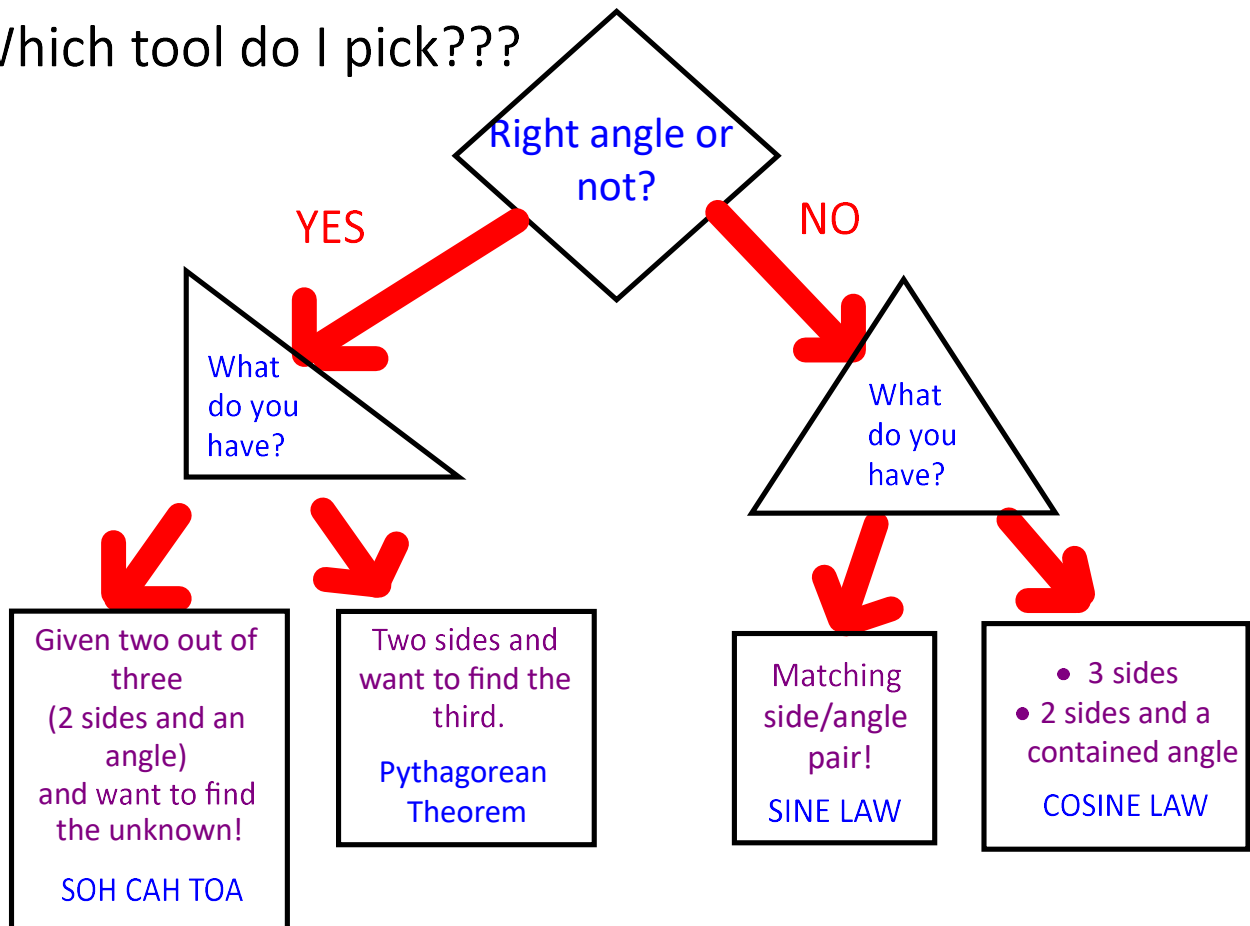 Which tool do I pick???
Right angle or
not?
YES
NO
What
do you
have?
What
do you
have?
Given two out of
three
(2 sides and an
angle)
and want to find
the unknown!
SOH CAH TOA
Two sides and
want to find the
third.
Pythagorean
Theorem
Matching
side/angle
pair!
SINE LAW
• 3 sides
• 2 sides and a
contained angle
COSINE LAW